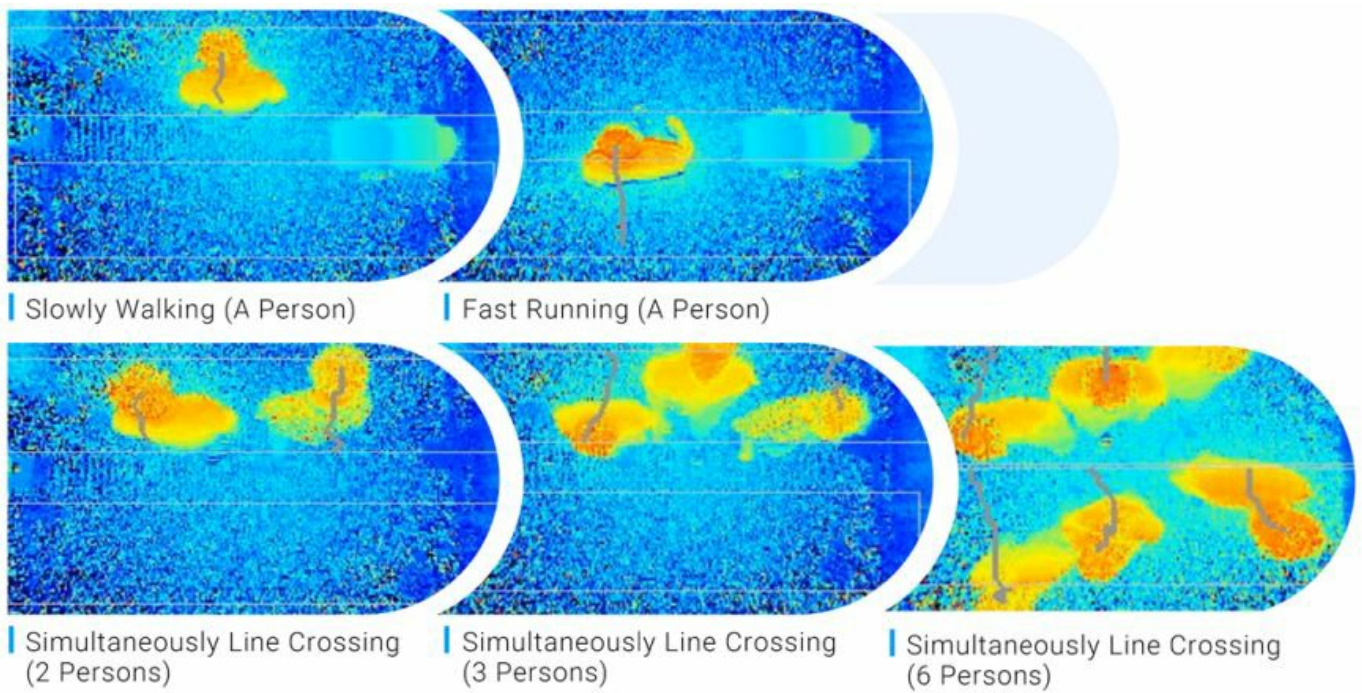 Slowly Walking (A Person)
Fast Running (A Person)
Simultaneously Line Crossing
(2 Persons)
Simultaneously Line Crossing
(3 Persons)
Simultaneously Line Crossing
(6 Persons)